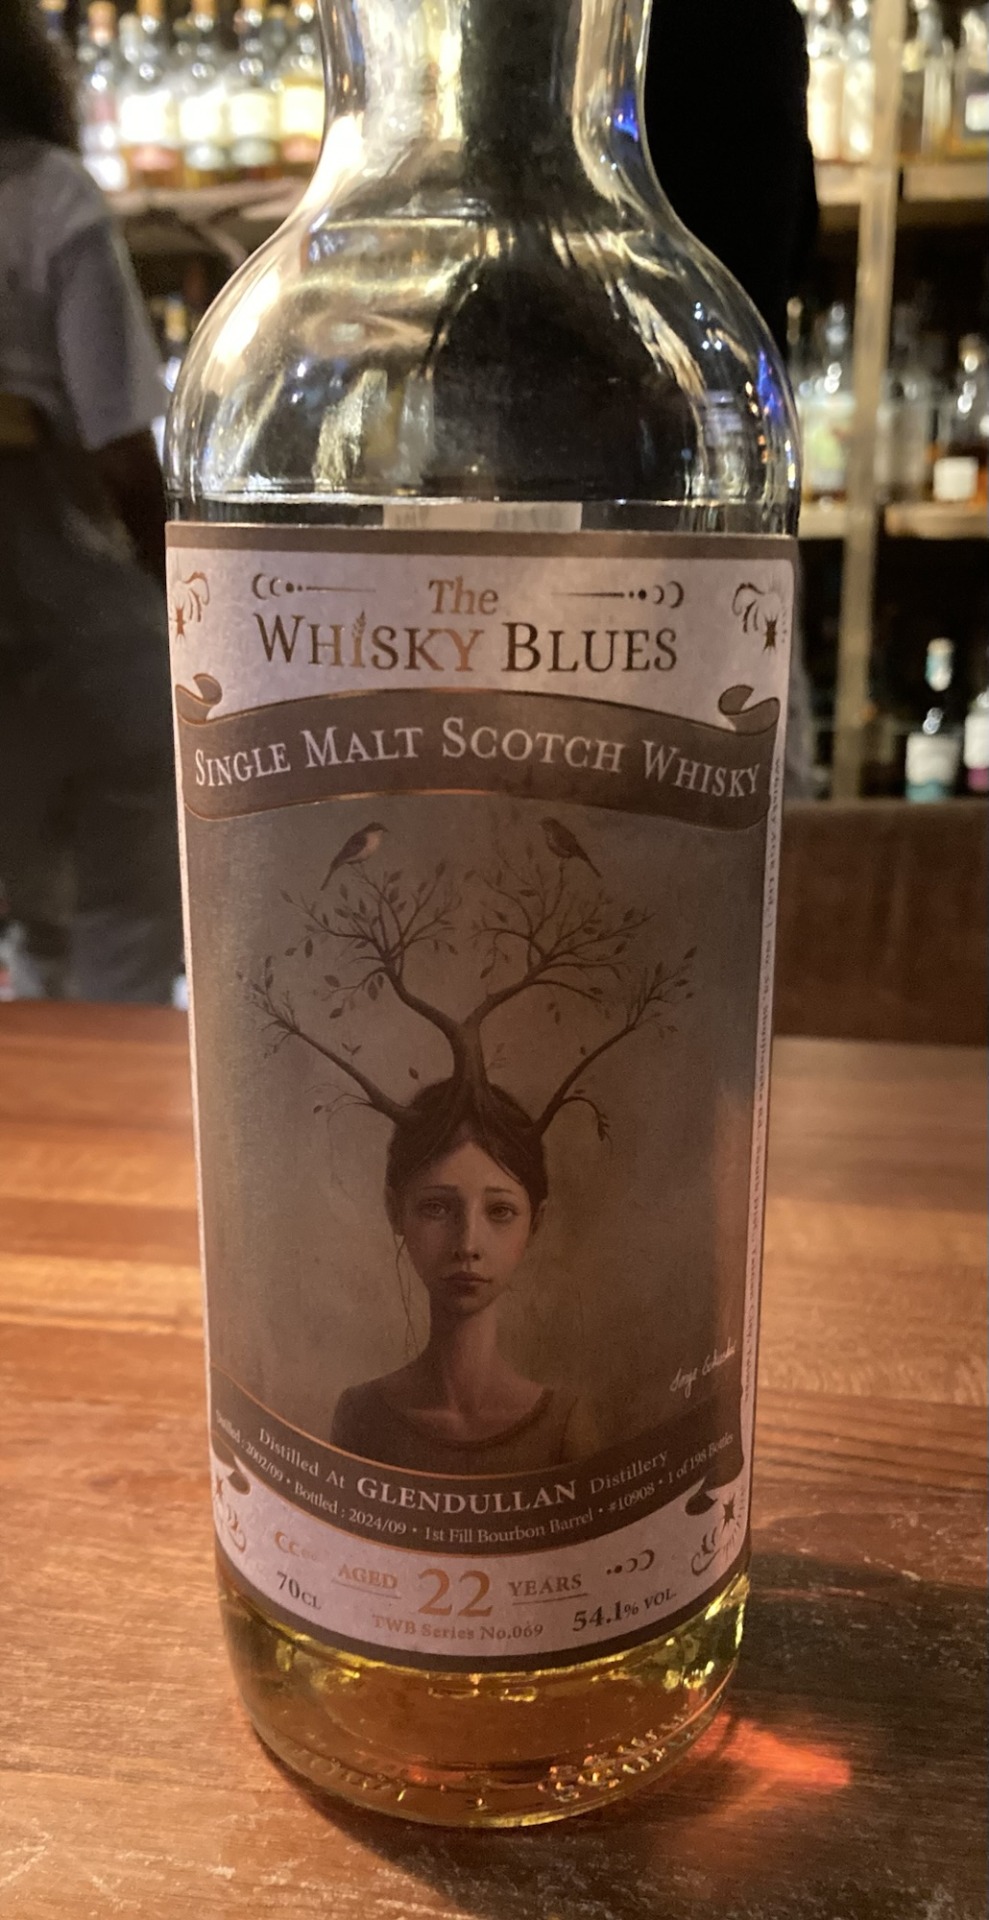 The
WHISKY BLUES
SINGLE MALT SCOTCH WHISKY
Distilled At GLENDULLAN Distillery
Distilled : 2002/09 • Bottled : 2024/09 • 1st Fill Bourbon Barrel • #10908 • 1 of 198 Bottles
AGED 22 YEARS
70CL
54.1% VOL.
TWB Series No.069